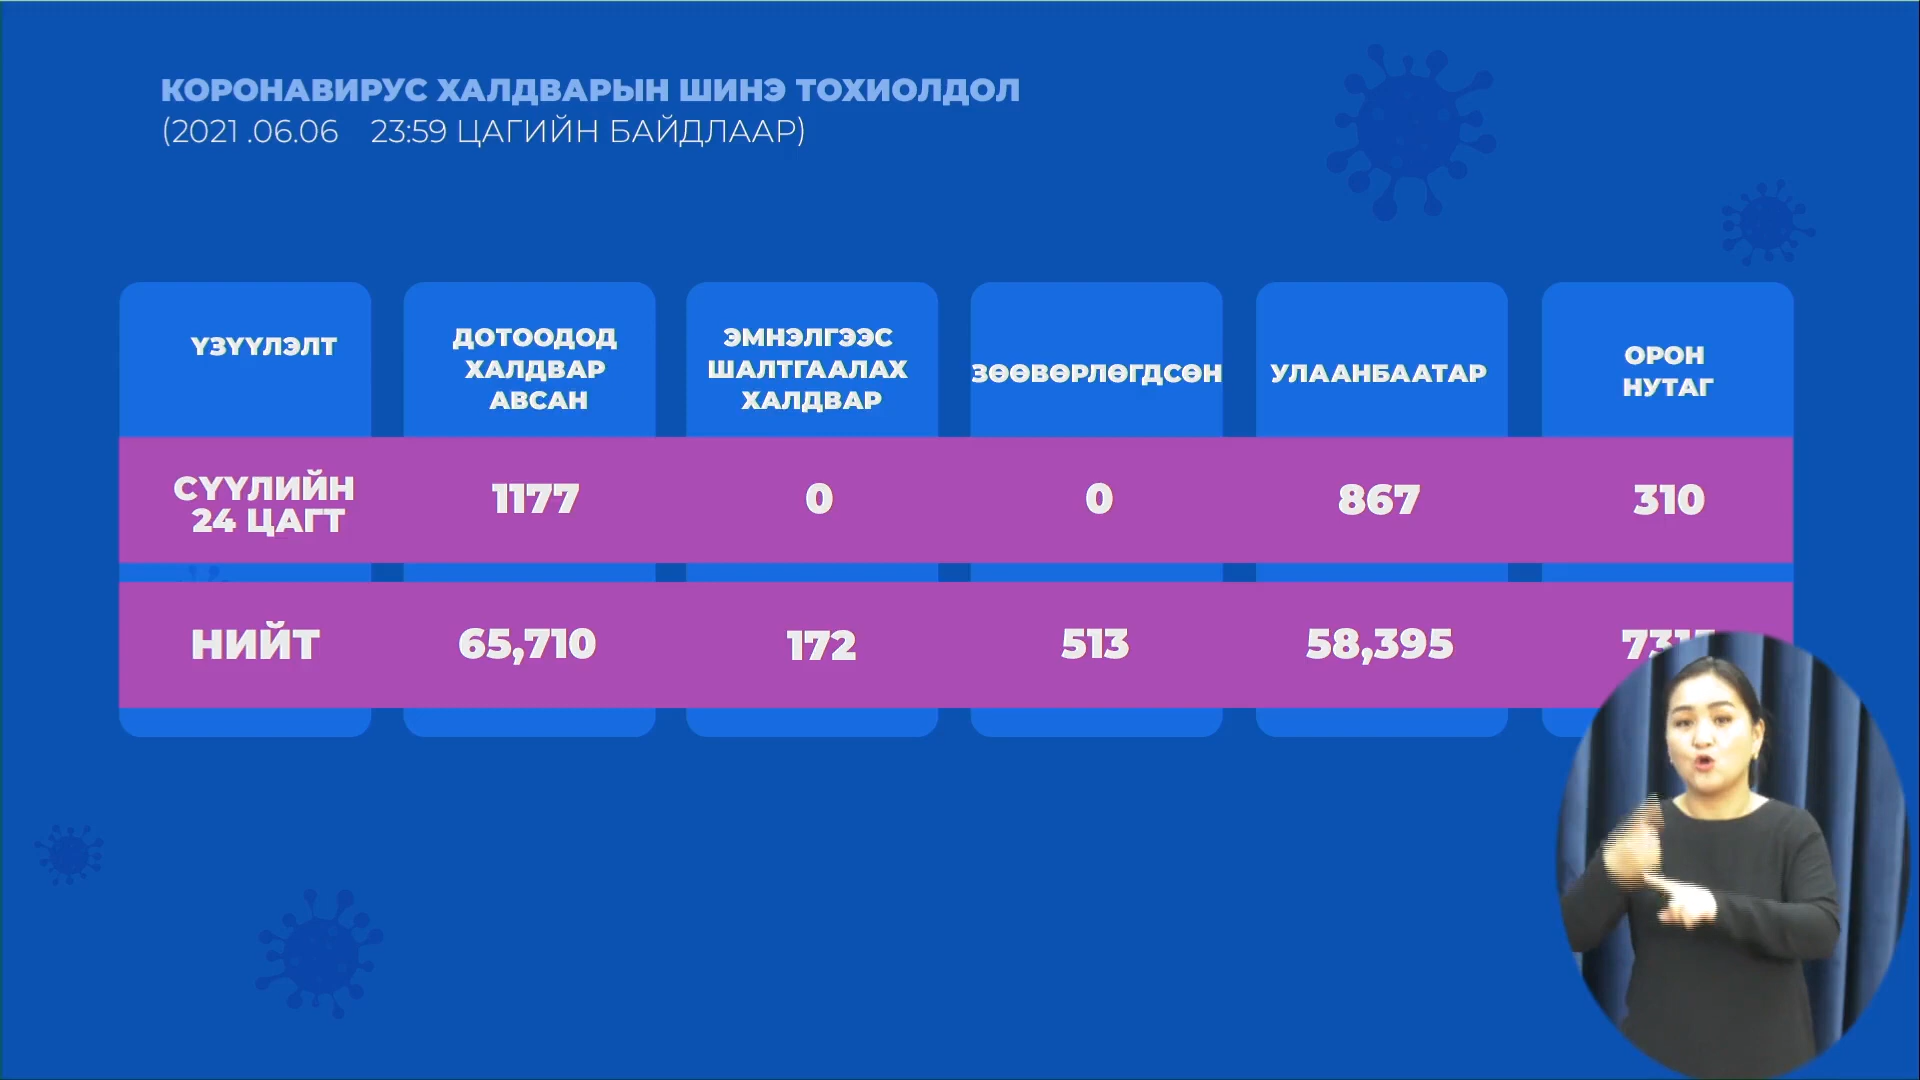 КОРОНАВИРУС ХАЛДВАРЫН ШИНЭ ТОХИОЛДОЛ
(2021 .06.06 23:59 ЦАГИЙН БАЙДЛААР)
ҮЗҮҮЛЭЛТ
ДОТООДОД
ХАЛДВАР
АВСАН
ЭМНЭЛГЭЭС
ШАЛТГААЛАХ
ХАЛДВАР
ЗӨӨВӨРЛӨГДСӨН
УЛААНБААТАР
ОРОН
НУТАГ
СҮҮЛИЙН
24 ЦАГТ
1177
0
0
867
310
НИЙТ
65,710
172
513
58,395